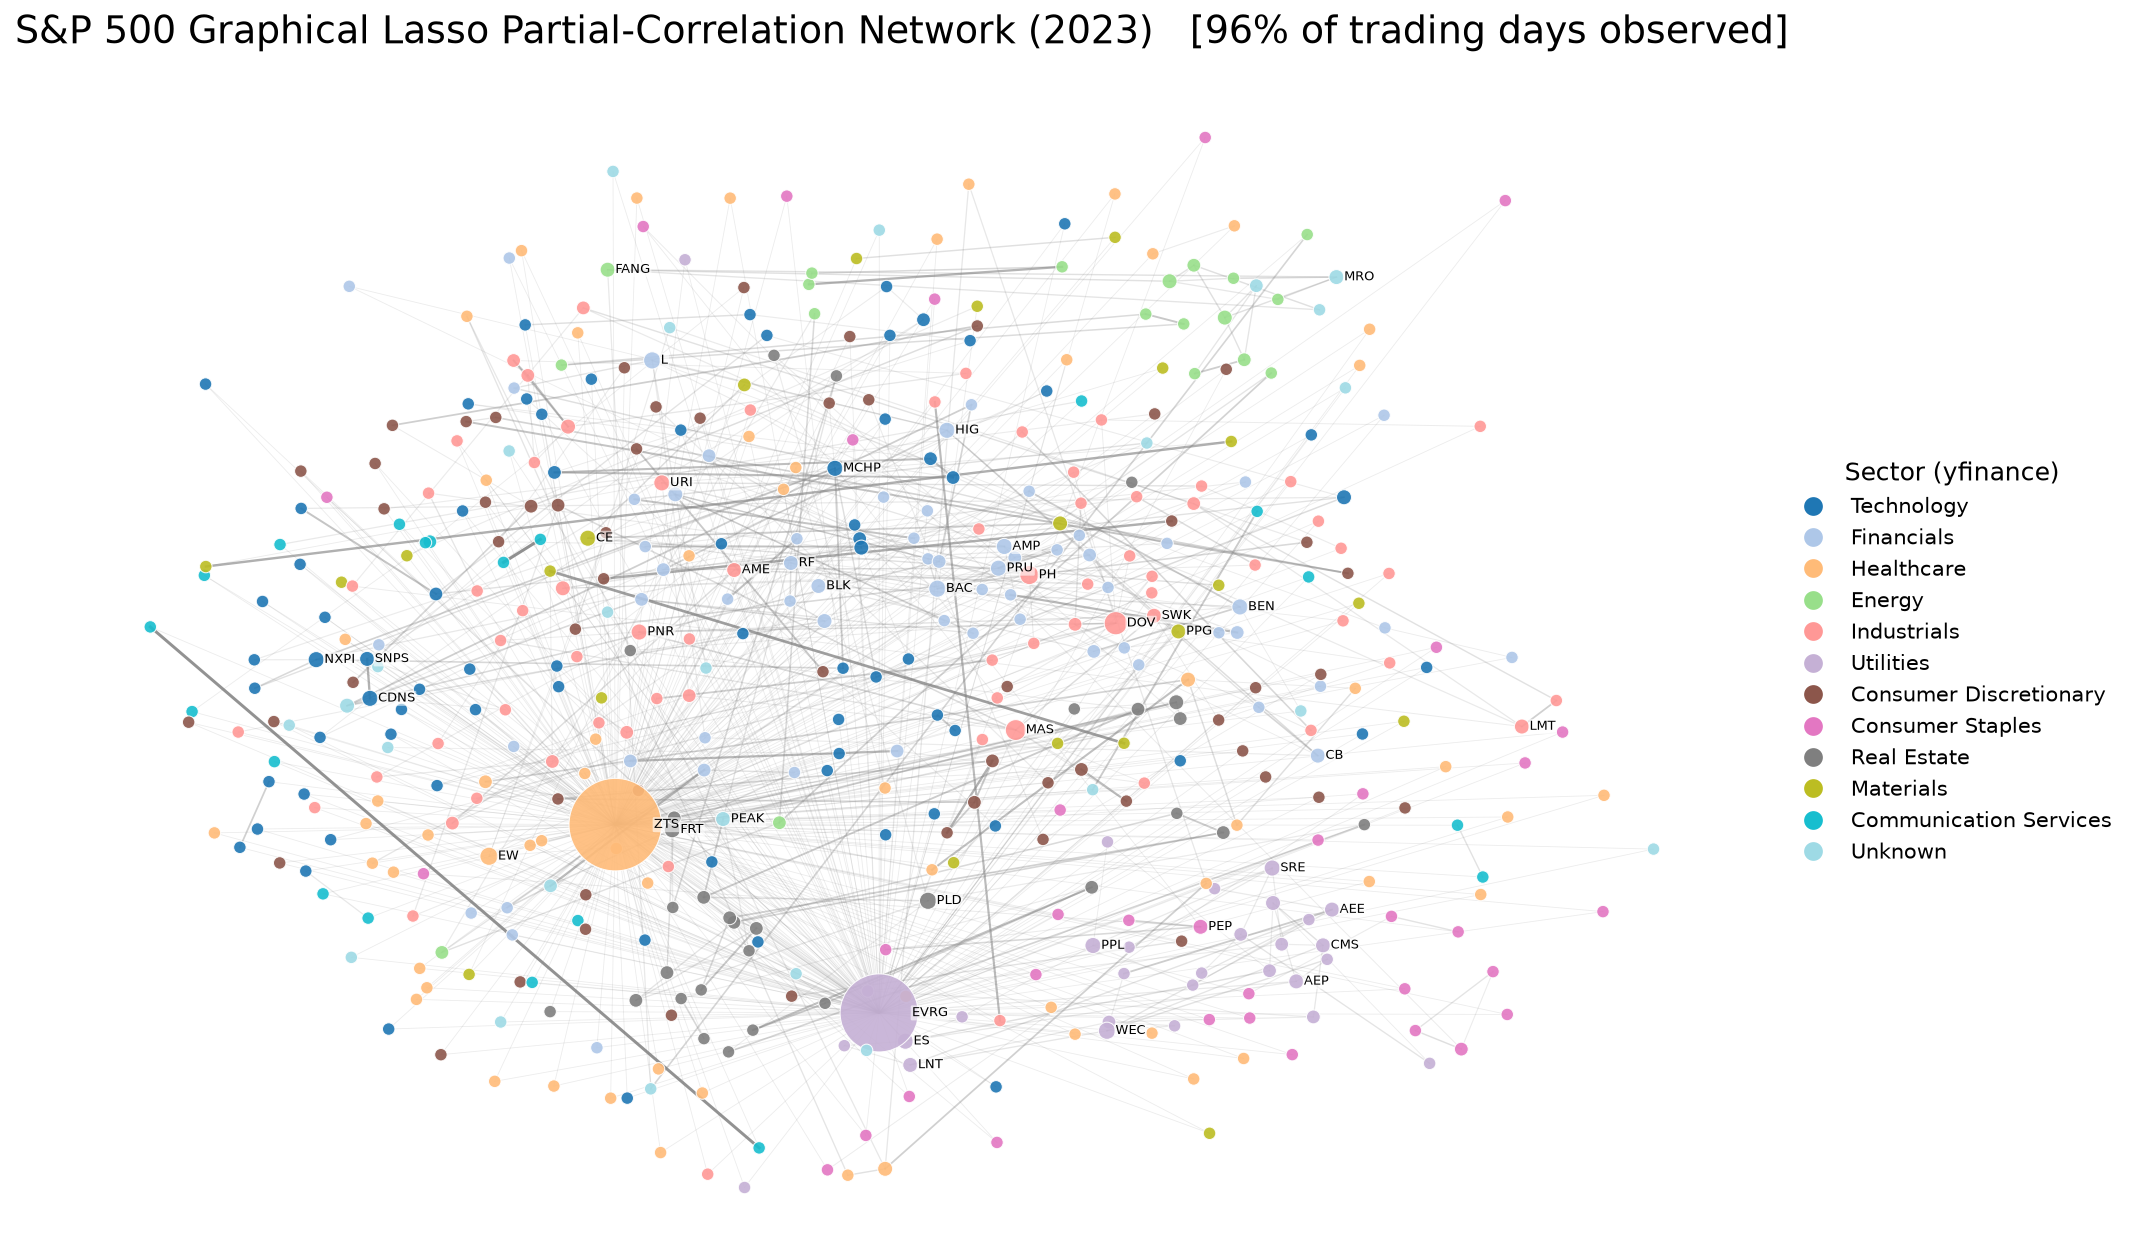 S&P 500 Graphical Lasso Partial-Correlation Network (2023)   [96% of trading days observed]
FANG
MRO
L
HIG
MCHP
URI
CE
AMP
RF
AME
PRU
PH
BLK
BAC
BEN
SWK
DOV
PPG
PNR
NXPI
SNPS
CDNS
LMT
MAS
CB
PEAK
ZTS
FRT
EW
SRE
PLD
AEE
PEP
PPL
CMS
AEP
EVRG
WEC
ES
LNT
Sector (yfinance)
Technology
Financials
Healthcare
Energy
Industrials
Utilities
Consumer Discretionary
Consumer Staples
Real Estate
Materials
Communication Services
Unknown